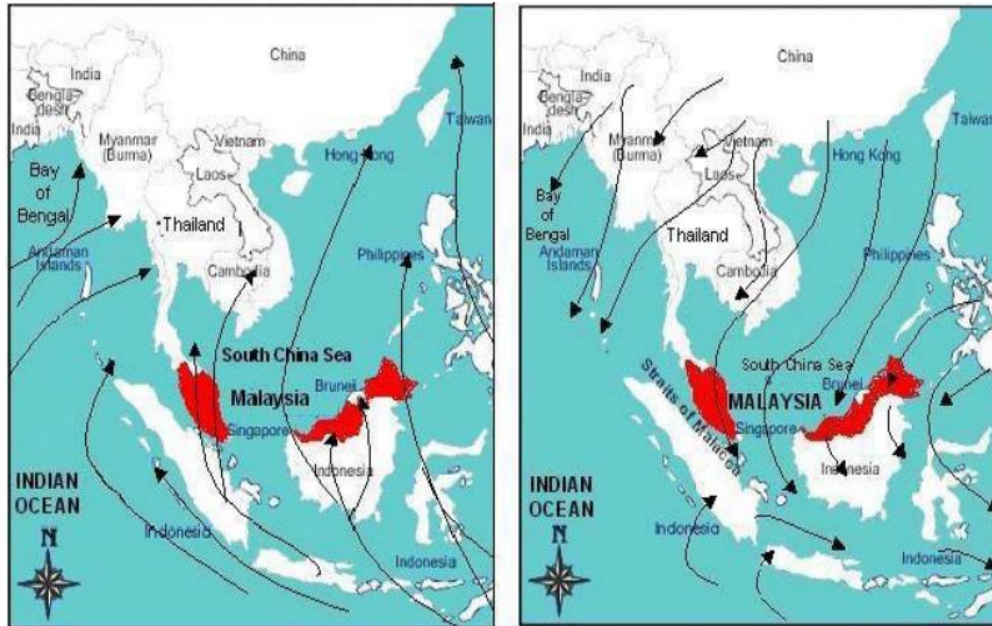 China
India
Bengla-
desh
India
Taiwan
Myanmar
(Burma)
Vietnam
Hong Kong
Laos
Bay
of
Bengal
Thailand
Andaman
Islands
Philippines
Cambodia
South China Sea
Brunei
Malaysia
Singapore
Indonesia
INDIAN
OCEAN
N
Indonesia
Indonesia
China
India
Bengla-
desh
India
Taiwan
Myanmar
(Burma)
Vietnam
Hong Kong
Laos
Bay
of
Bengal
Thailand
Andaman
Islands
Philippines
Cambodia
South China Sea
Brunei
MALAYSIA
Straits of Malacca
Singapore
Indonesia
INDIAN
OCEAN
N
Indonesia
Indonesia